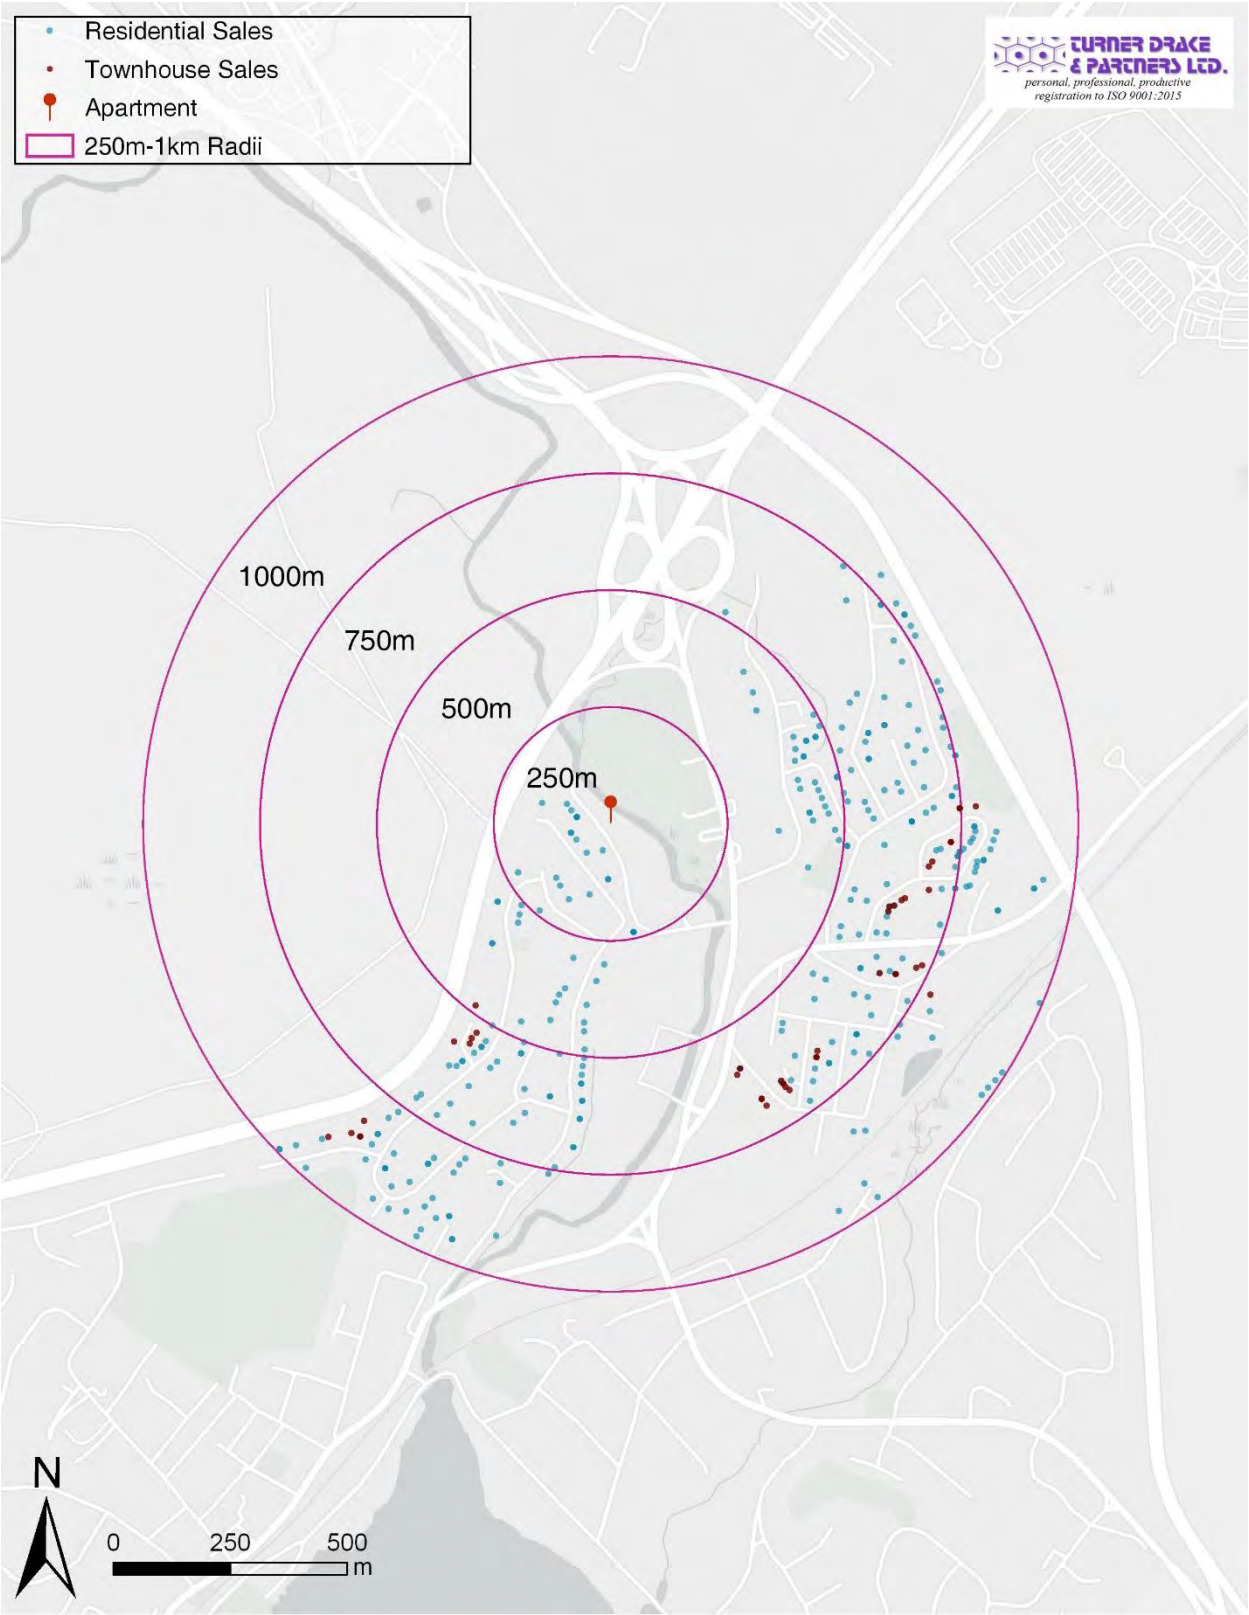 Residential Sales
Townhouse Sales
Apartment
250m-1km Radii
TURNER DRAKE
& PARTNERS LTD.
personal, professional, productive
registration to ISO 9001:2015
1000m
750m
500m
250m
N
0 250 500
m